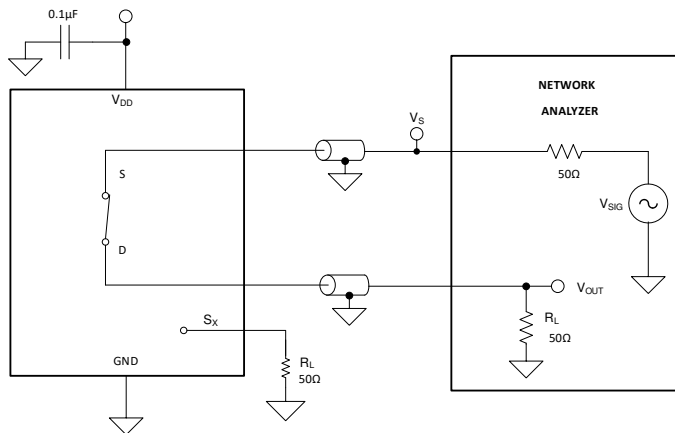 0.1µF
VDD
NETWORK
ANALYZER
VS
S
50Ω
VSIG
D
VOUT
SX
RL
50Ω
GND
RL
50Ω